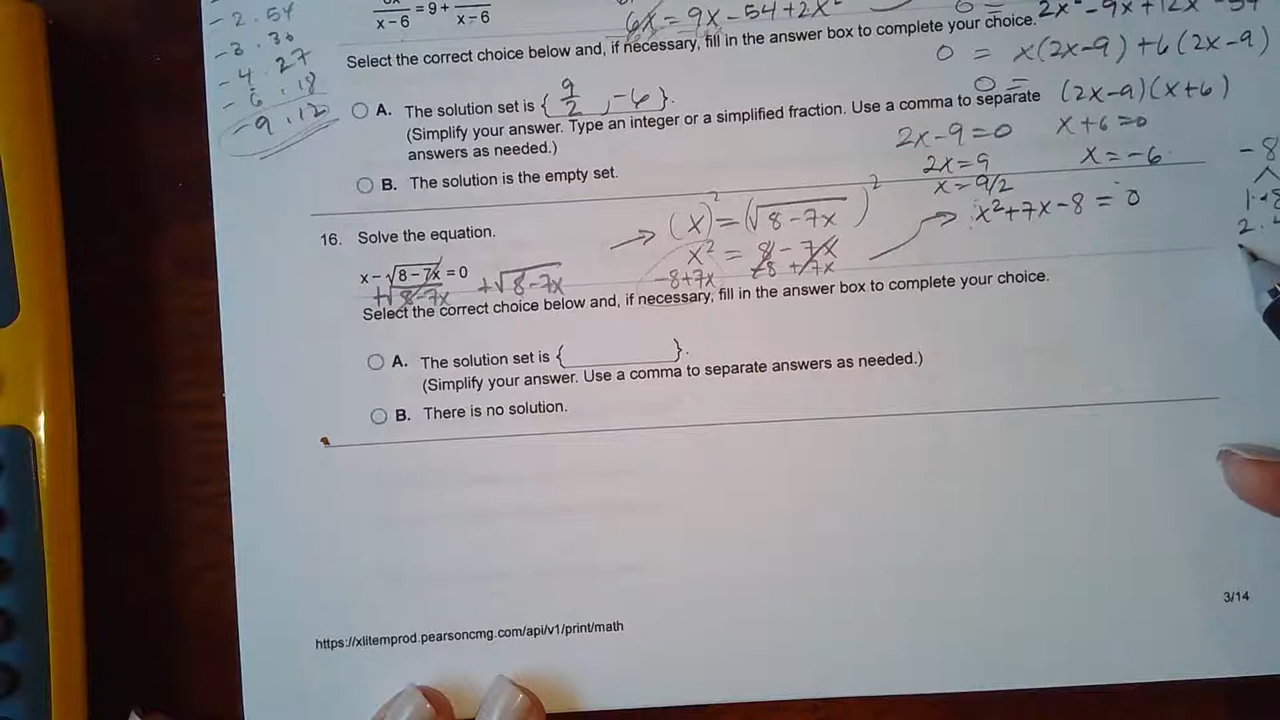 -2.54
-3.36
-4.27
-6.18
-9.12
x-6 = 9 + x-6
6x = 9x - 54 + 2x²
0 = 2x² - 9x + 12x - 54
Select the correct choice below and, if necessary, fill in the answer box to complete your choice.
0 = x(2x-9) + 6(2x-9)
0 = (2x-9)(x+6)
A. The solution set is { 9/2, -6 }.
(Simplify your answer. Type an integer or a simplified fraction. Use a comma to separate
answers as needed.)
2x-9=0 x+6=0
2x=9 x=-6
x=9/2
B. The solution is the empty set.
-8
1.8
2.
16. Solve the equation.
(x)² = (√8-7x)²
x²+7x-8 = 0
x-√8-7x = 0
+√8-7x +√8-7x
x² = 8-7x
-8+7x -8+7x
Select the correct choice below and, if necessary, fill in the answer box to complete your choice.
A. The solution set is { }.
(Simplify your answer. Use a comma to separate answers as needed.)
B. There is no solution.
3/14
https://xlitemprod.pearsoncmg.com/api/v1/print/math